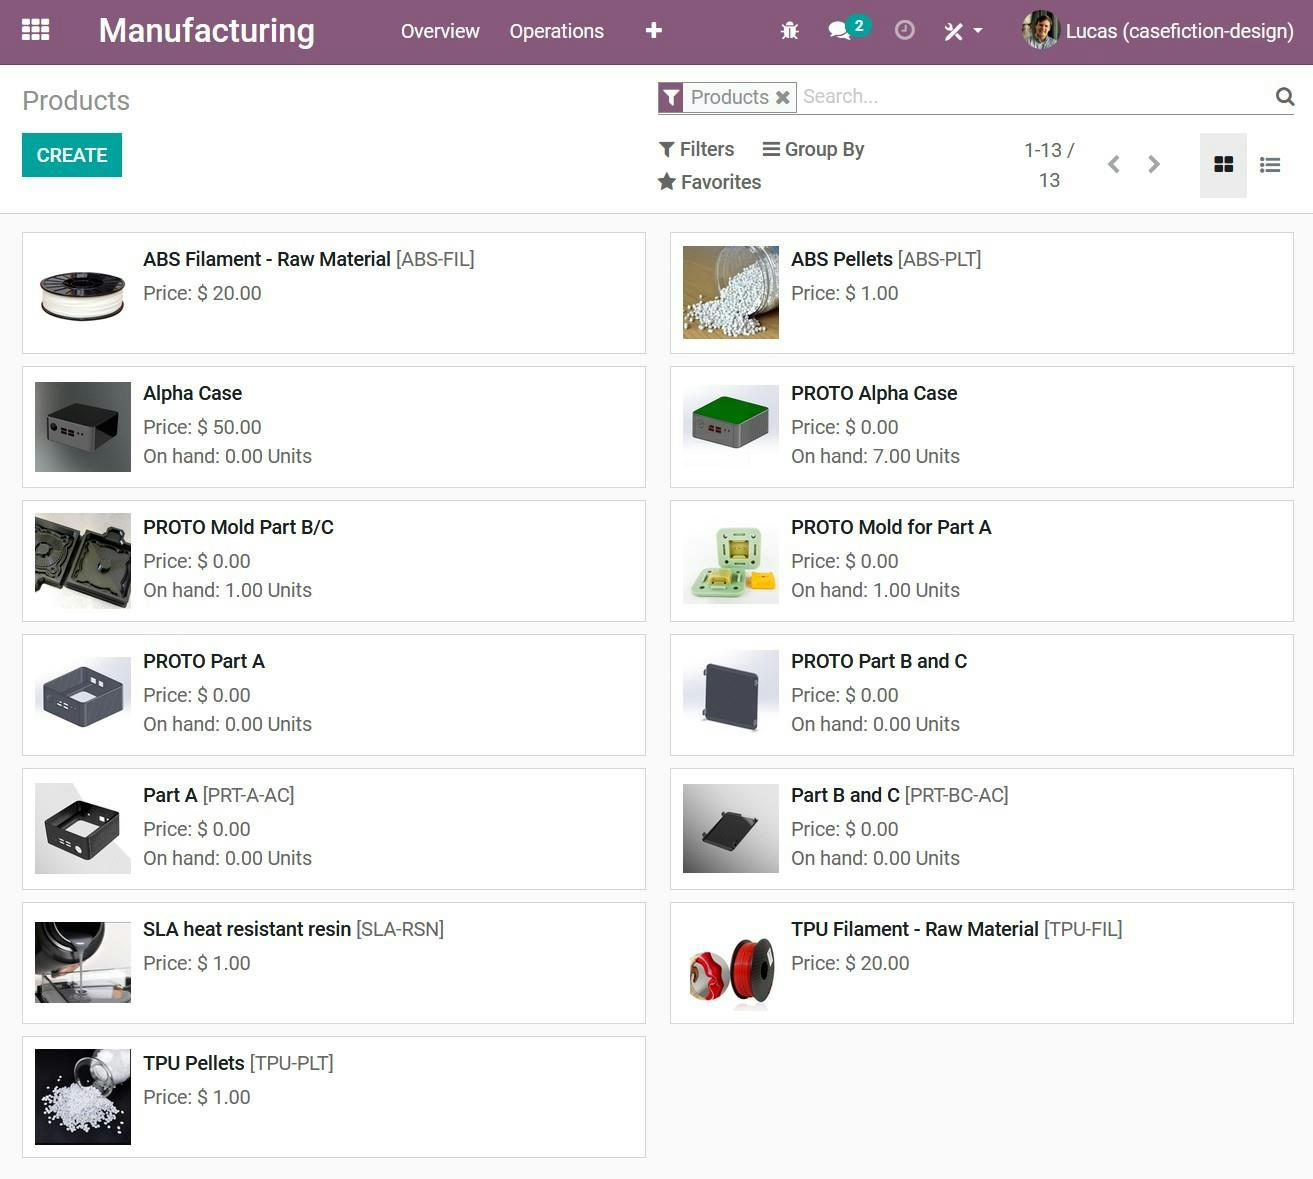 Manufacturing
Overview
Operations
2
Lucas (casefiction-design)
Products
CREATE
Products
Search...
Filters
Group By
Favorites
1-13 /
13
ABS Filament - Raw Material [ABS-FIL]
Price: $ 20.00
ABS Pellets [ABS-PLT]
Price: $ 1.00
Alpha Case
Price: $ 50.00
On hand: 0.00 Units
PROTO Alpha Case
Price: $ 0.00
On hand: 7.00 Units
PROTO Mold Part B/C
Price: $ 0.00
On hand: 1.00 Units
PROTO Mold for Part A
Price: $ 0.00
On hand: 1.00 Units
PROTO Part A
Price: $ 0.00
On hand: 0.00 Units
PROTO Part B and C
Price: $ 0.00
On hand: 0.00 Units
Part A [PRT-A-AC]
Price: $ 0.00
On hand: 0.00 Units
Part B and C [PRT-BC-AC]
Price: $ 0.00
On hand: 0.00 Units
SLA heat resistant resin [SLA-RSN]
Price: $ 1.00
TPU Filament - Raw Material [TPU-FIL]
Price: $ 20.00
TPU Pellets [TPU-PLT]
Price: $ 1.00